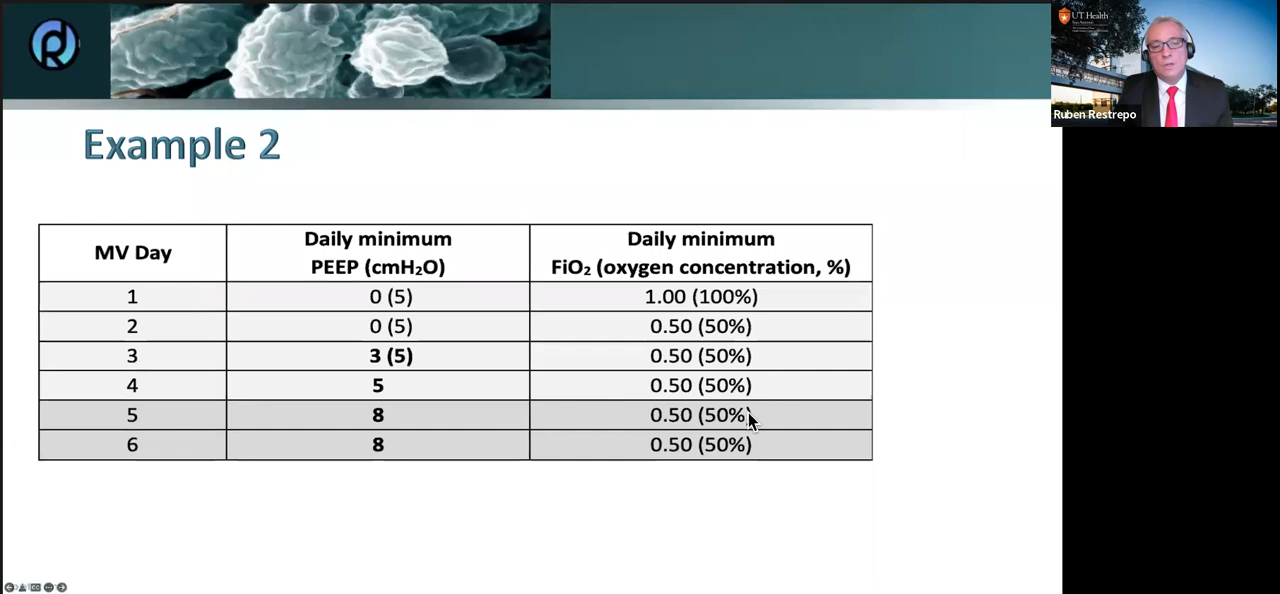 UT Health
San Antonio
Ruben Restrepo
Example 2
MV Day
Daily minimum
PEEP (cmH₂O)
Daily minimum
FiO₂ (oxygen concentration, %)
1 0 (5) 1.00 (100%)
2 0 (5) 0.50 (50%)
3 3 (5) 0.50 (50%)
4 5 0.50 (50%)
5 8 0.50 (50%)
6 8 0.50 (50%)